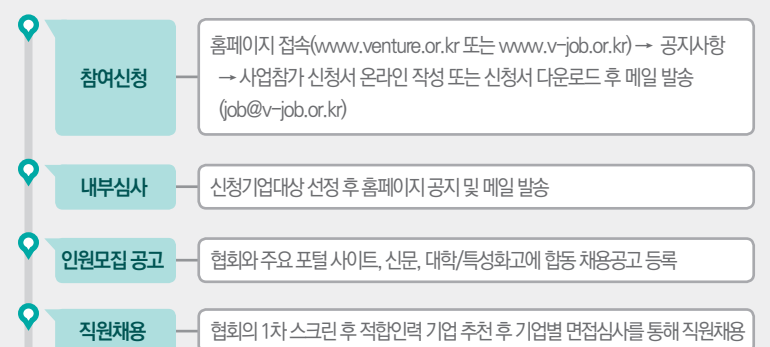 참여신청
홈페이지 접속(www.venture.or.kr 또는 www.v-job.or.kr) → 공지사항
→ 사업참가 신청서 온라인 작성 또는 신청서 다운로드 후 메일 발송
(job@v-job.or.kr)
내부심사
신청기업대상 선정 후 홈페이지 공지 및 메일 발송
인원모집 공고
협회와 주요 포털 사이트, 신문, 대학/특성화고에 합동 채용공고 등록
직원채용
협회의 1차 스크린 후 적합인력 기업 추천 후 기업별 면접심사를 통해 직원채용